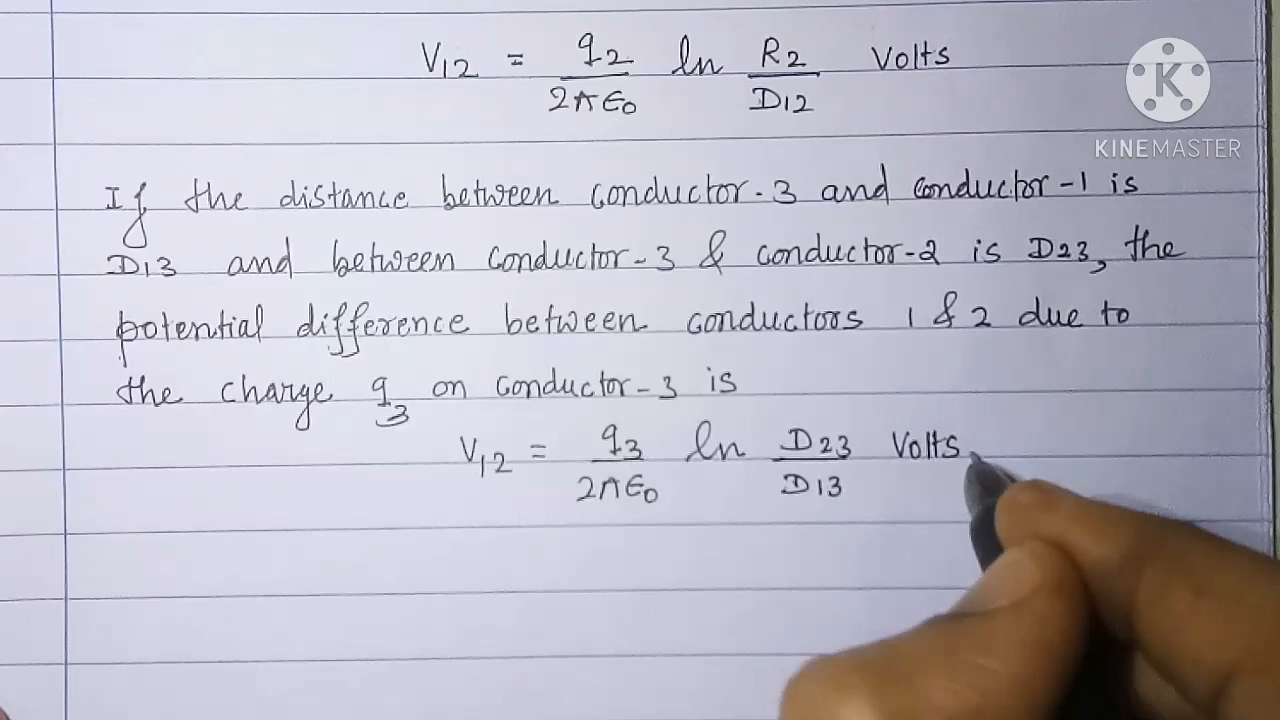 V12 = q2 / 2πϵ0 ln R2 / D12 Volts
K
KINEMASTER
If the distance between conductor-3 and conductor-1 is
D13 and between conductor-3 & conductor-2 is D23, the
potential difference between conductors 1 & 2 due to
the charge q3 on conductor-3 is
V12 = q3 / 2πϵ0 ln D23 / D13 Volts